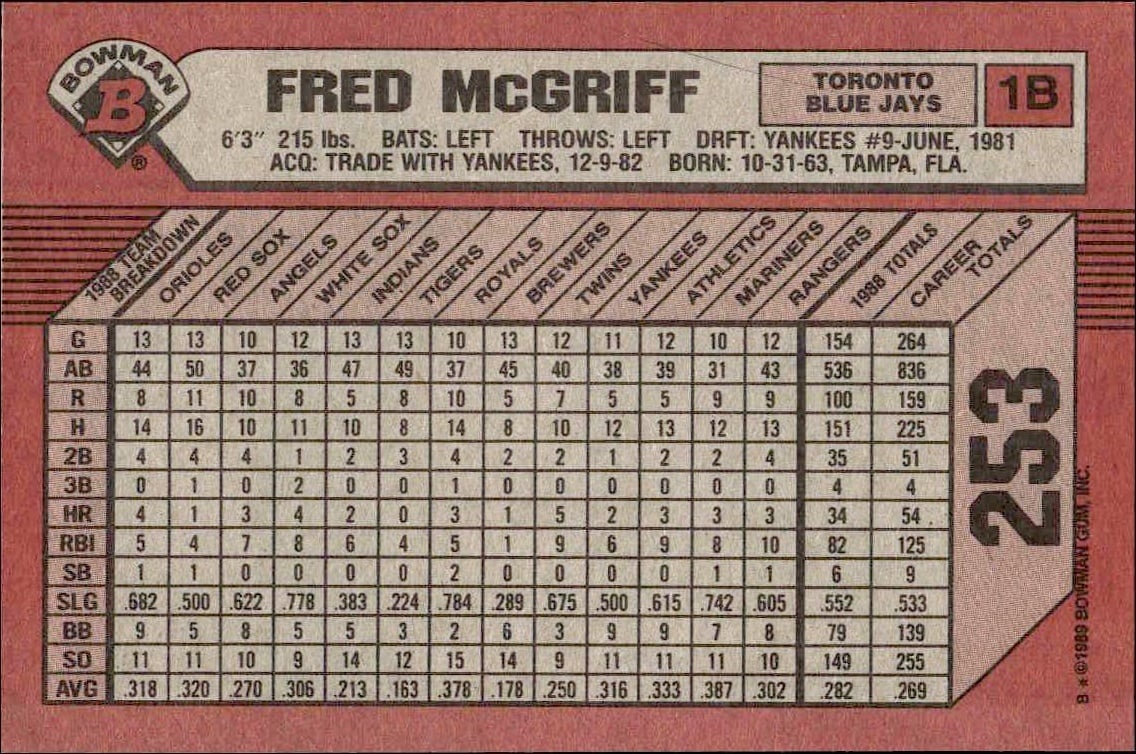 BOWMAN
B
®
FRED McGRIFF
TORONTO
BLUE JAYS
1B
6'3" 215 lbs. BATS: LEFT THROWS: LEFT DRFT: YANKEES #9-JUNE, 1981
ACQ: TRADE WITH YANKEES, 12-9-82 BORN: 10-31-63, TAMPA, FLA.
1988 TEAM BREAKDOWN ORIOLES RED SOX ANGELS WHITE SOX INDIANS TIGERS ROYALS BREWERS TWINS YANKEES ATHLETICS MARINERS RANGERS 1988 TOTALS CAREER TOTALS
G 13 13 10 12 13 13 10 13 12 11 12 10 12 154 264
AB 44 50 37 36 47 49 37 45 40 38 39 31 43 536 836
R 8 11 10 8 5 8 10 5 7 5 5 9 9 100 159
H 14 16 10 11 10 8 14 8 10 12 13 12 13 151 225
2B 4 4 4 1 2 3 4 2 2 1 2 2 4 35 51
3B 0 1 0 2 0 0 1 0 0 0 0 0 0 4 4
HR 4 1 3 4 2 0 3 1 5 2 3 3 3 34 54
RBI 5 4 7 8 6 4 5 1 9 6 9 8 10 82 125
SB 1 1 0 0 0 0 2 0 0 0 0 1 1 6 9
SLG .682 .500 .622 .778 .383 .224 .784 .289 .675 .500 .615 .742 .605 .552 .533
BB 9 5 8 5 5 3 2 6 3 9 9 7 8 79 139
SO 11 11 10 9 14 12 15 14 9 11 11 11 10 149 255
AVG .318 .320 .270 .306 .213 .163 .378 .178 .250 .316 .333 .387 .302 .282 .269
253
B * © 1989 BOWMAN GUM, INC.